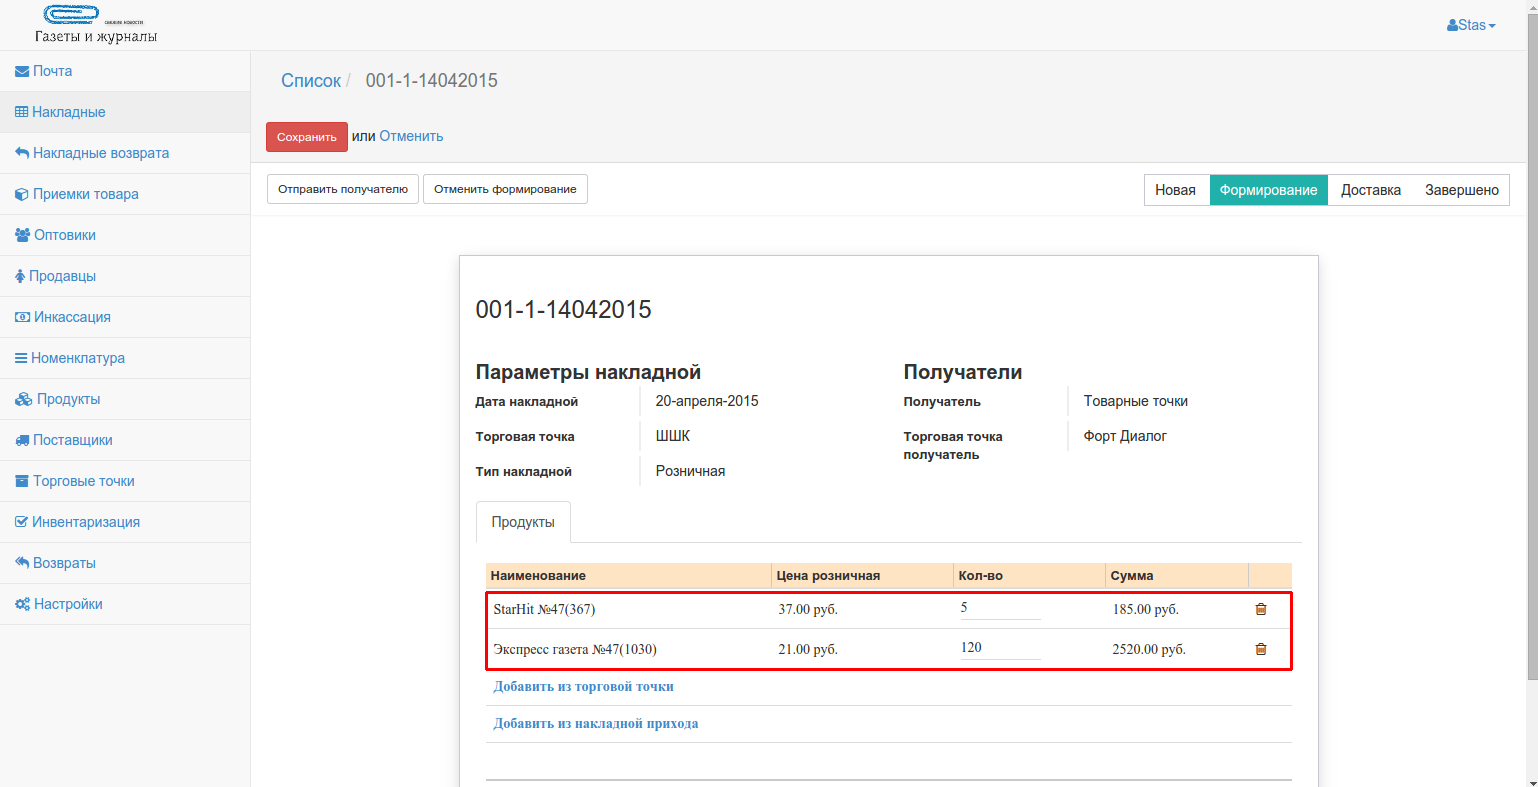 СВЕЖИЕ НОВОСТИ
Газеты и журналы
Stas
Почта
Накладные
Накладные возврата
Приемки товара
Оптовики
Продавцы
Инкассация
Номенклатура
Продукты
Поставщики
Торговые точки
Инвентаризация
Возвраты
Настройки
Список / 001-1-14042015
Сохранить или Отменить
Отправить получателю Отменить формирование Новая Формирование Доставка Завершено
001-1-14042015
Параметры накладной
Дата накладной 20-апреля-2015
Торговая точка ШШК
Тип накладной Розничная
Получатели
Получатель Товарные точки
Торговая точка Форт Диалог
получатель
Продукты
Наименование Цена розничная Кол-во Сумма
StarHit №47(367) 37.00 руб. 5 185.00 руб.
Экспресс газета №47(1030) 21.00 руб. 120 2520.00 руб.
Добавить из торговой точки
Добавить из накладной прихода